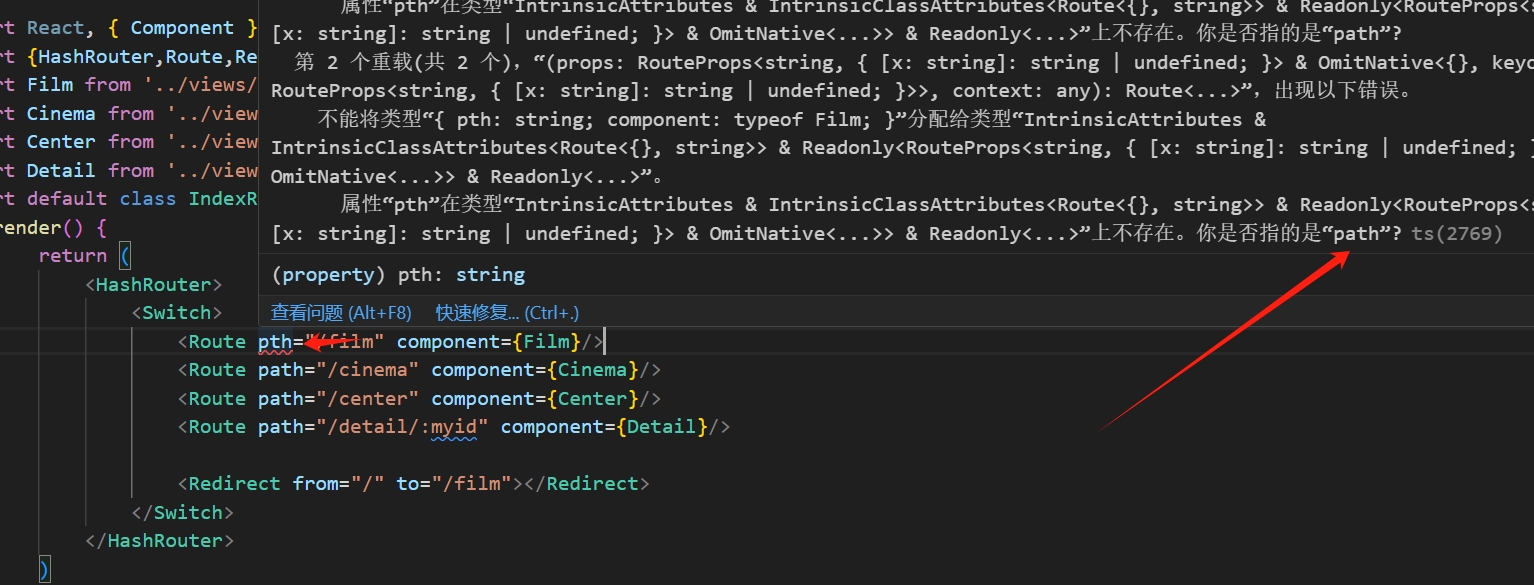 属性“pth”在类型“IntrinsicAttributes & IntrinsicClassAttributes<Route<{}, string>> & Readonly<RouteProps<s
rt React, { Component }
[x: string]: string | undefined; }> & OmitNative<...>> & Readonly<...>”上不存在。你是否指的是“path”?
rt {HashRouter,Route,Re
第 2 个重载(共 2 个),“(props: RouteProps<string, { [x: string]: string | undefined; }> & OmitNative<{}, keyo
rt Film from '../views/
RouteProps<string, { [x: string]: string | undefined; }>>, context: any): Route<...>”，出现以下错误。
rt Cinema from '../view
不能将类型“{ pth: string; component: typeof Film; }”分配给类型“IntrinsicAttributes &
rt Center from '../view
IntrinsicClassAttributes<Route<{}, string>> & Readonly<RouteProps<string, { [x: string]: string | undefined; }
rt Detail from '../view
OmitNative<...>> & Readonly<...>”。
rt default class IndexR
属性“pth”在类型“IntrinsicAttributes & IntrinsicClassAttributes<Route<{}, string>> & Readonly<RouteProps<s
render() {
[x: string]: string | undefined; }> & OmitNative<...>> & Readonly<...>”上不存在。你是否指的是“path”? ts(2769)
return (
(property) pth: string
<HashRouter>
<Switch>
查看问题 (Alt+F8) 快速修复... (Ctrl+.)
<Route pth="/film" component={Film}/>
<Route path="/cinema" component={Cinema}/>
<Route path="/center" component={Center}/>
<Route path="/detail/:myid" component={Detail}/>
<Redirect from="/" to="/film"></Redirect>
</Switch>
</HashRouter>
)